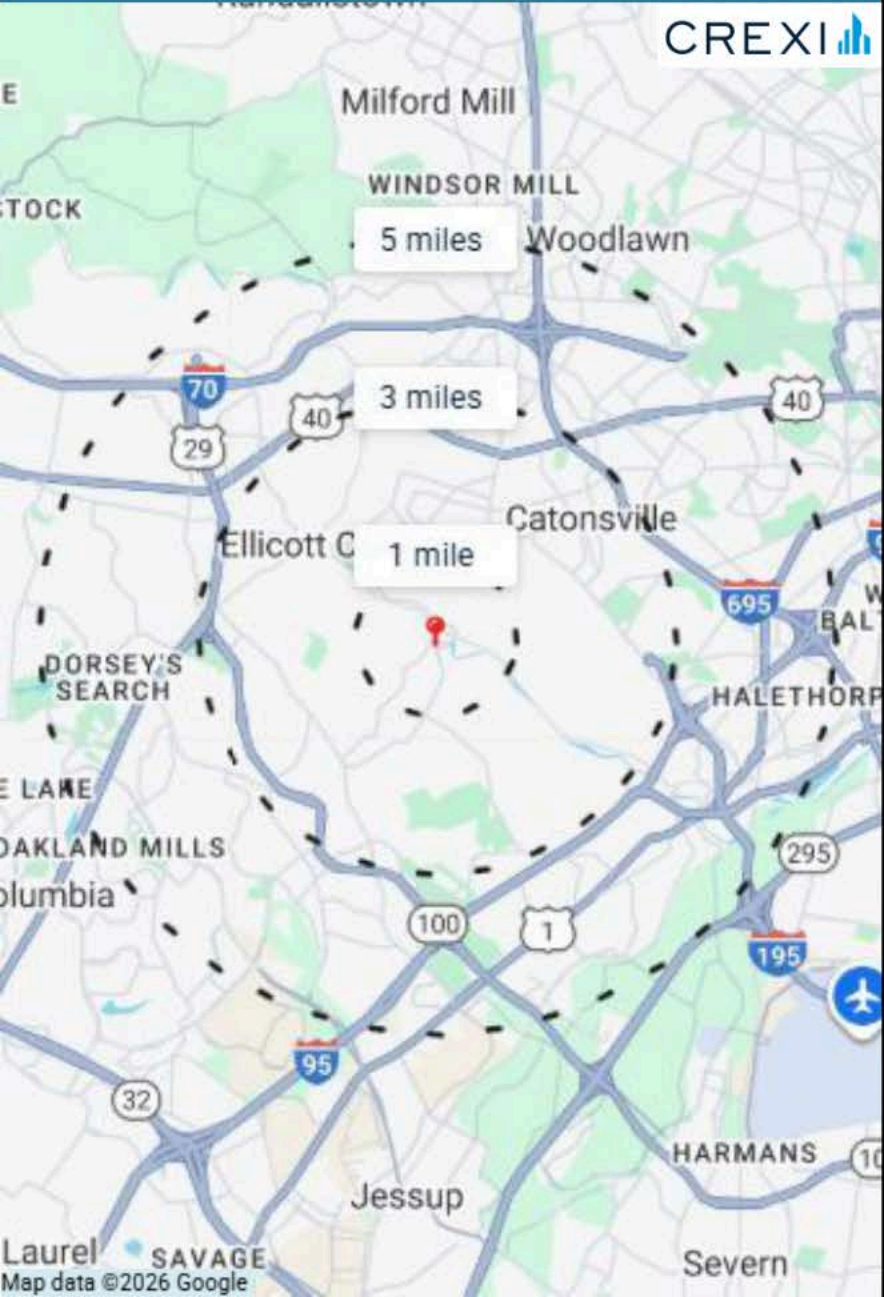 CREXI
Milford Mill
WINDSOR MILL
5 miles
Woodlawn
70
3 miles
40
40
29
Catonsville
Ellicott C
1 mile
695
DORSEY'S
SEARCH
HALETHORP
E LAKE
OAKLAND MILLS
295
olumbia
100
1
195
95
32
HARMANS
10
Jessup
Laurel
SAVAGE
Severn
Map data ©2026 Google